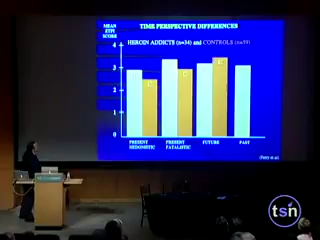 MEAN
ZTPI
SCORE
TIME PERSPECTIVE DIFFERENCES
HEROIN ADDICTS (n=34) and CONTROLS (n=59)
4
3
2
1
0
C
C
C
PRESENT
HEDONISTIC
PRESENT
FATALISTIC
FUTURE
PAST
tsn